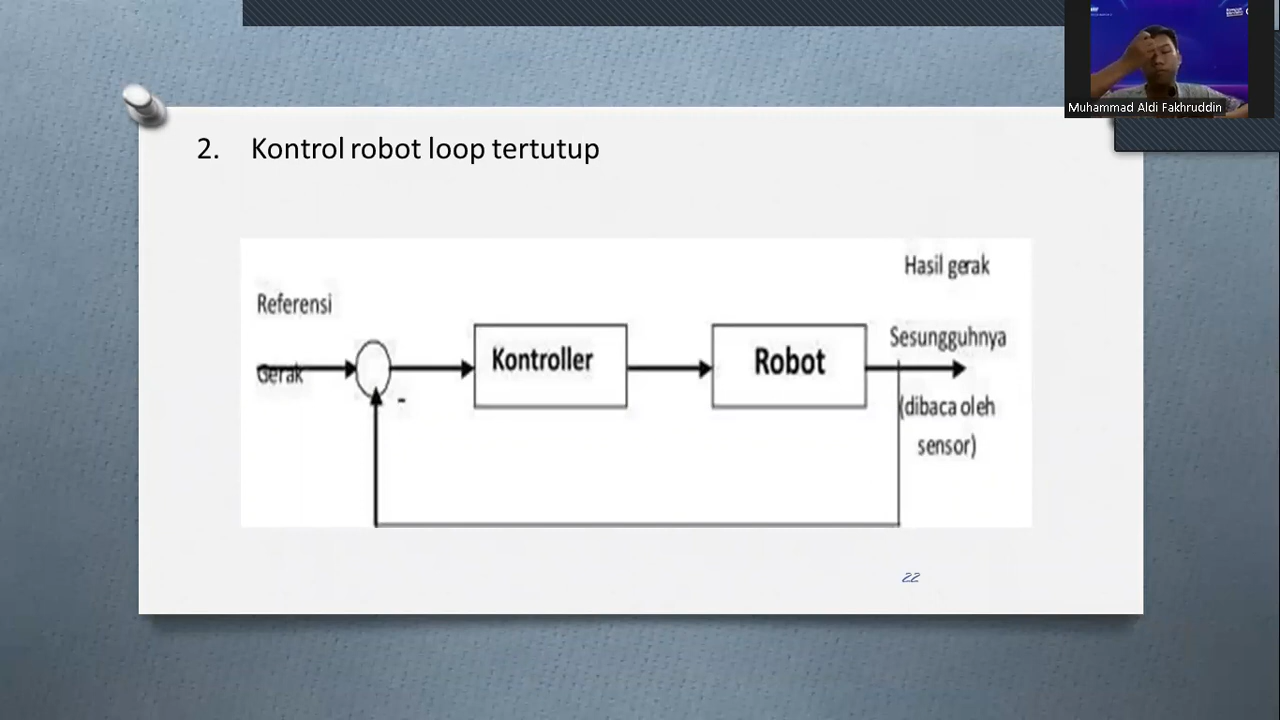 Muhammad Aldi Fakhruddin
2. Kontrol robot loop tertutup
Hasil gerak
Referensi
Sesungguhnya
Kontroller
Robot
Gerak
-
(dibaca oleh
sensor)
22